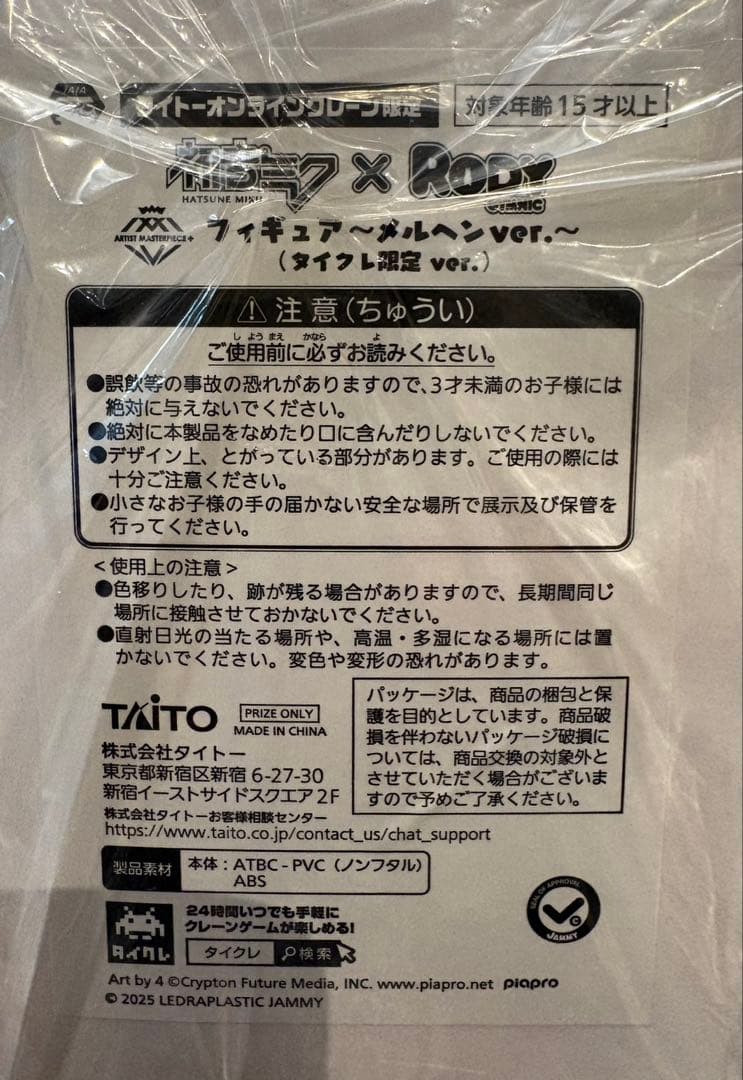 タイトーオンラインクレーン限定
対象年齢15才以上
初音ミク × RODY
HATSUNE MIKU
ARTIST MASTERPIECE+
フィギュア~メルヘンver.~
(タイクレ限定 ver.)
注意(ちゅうい)
しようまえ かなら よ
ご使用前に必ずお読みください。
●誤飲等の事故の恐れがありますので、3才未満のお子様には
絶対に与えないでください。
●絶対に本製品をなめたり口に含んだりしないでください。
●デザイン上、とがっている部分があります。ご使用の際には
十分ご注意ください。
●小さなお子様の手の届かない安全な場所で展示及び保管を
行ってください。
<使用上の注意>
●色移りしたり、跡が残る場合がありますので、長期間同じ
場所に接触させておかないでください。
●直射日光の当たる場所や、高温・多湿になる場所には置
かないでください。変色や変形の恐れがあります。
TAITO
PRIZE ONLY
MADE IN CHINA
株式会社タイトー
東京都新宿区新宿 6-27-30
新宿イーストサイドスクエア 2F
株式会社タイトーお客様相談センター
https://www.taito.co.jp/contact_us/chat_support
パッケージは、商品の梱包と保
護を目的としています。商品破
損を伴わないパッケージ破損に
ついては、商品交換の対象外と
させていただく場合がございま
すので予めご了承ください。
製品素材
本体:ATBC-PVC(ノンフタル)
ABS
タイクレ
24時間いつでも手軽に
クレーンゲームが楽しめる!
タイクレ 検索
SEAL OF APPROVAL
JAMMY
Art by 4 ©Crypton Future Media, INC. www.piapro.net piapro
© 2025 LEDRAPLASTIC JAMMY